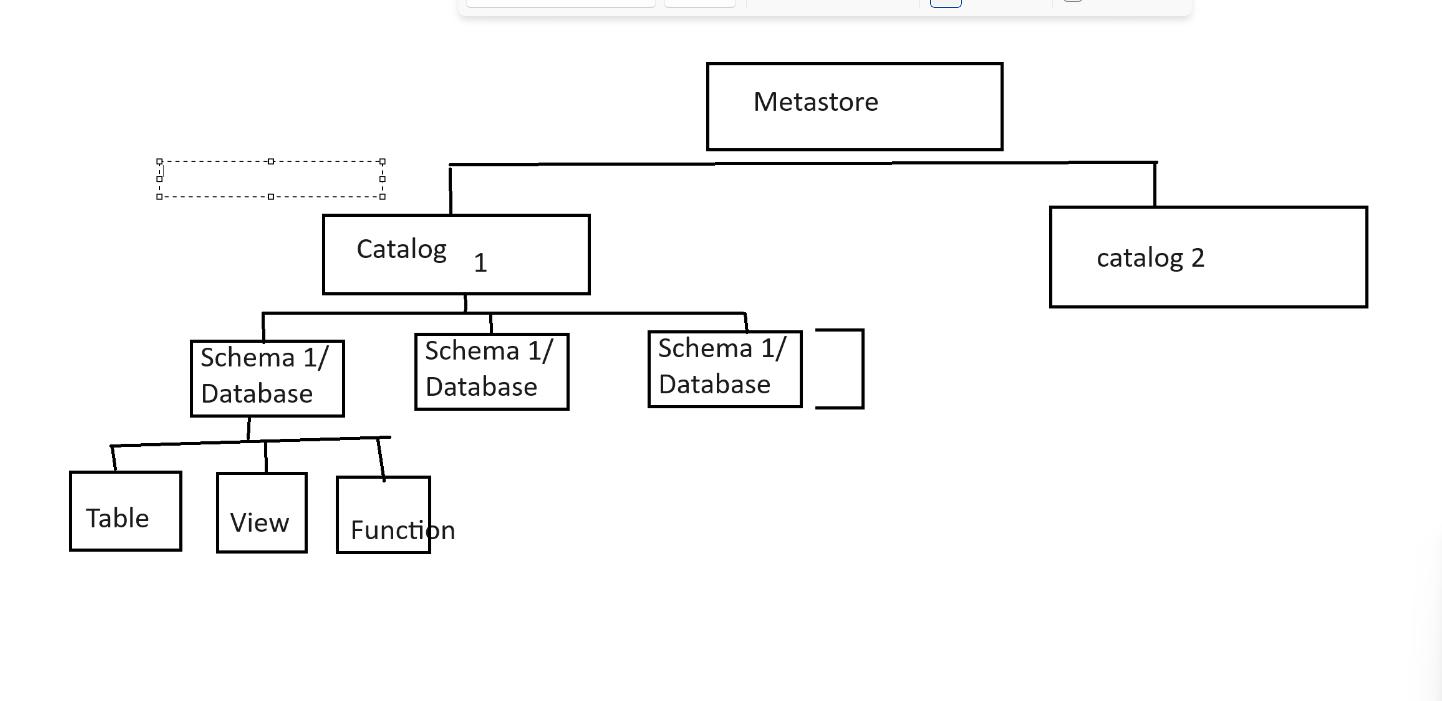 Metastore
Catalog 1
catalog 2
Schema 1/
Database
Schema 1/
Database
Schema 1/
Database
Table
View
Function